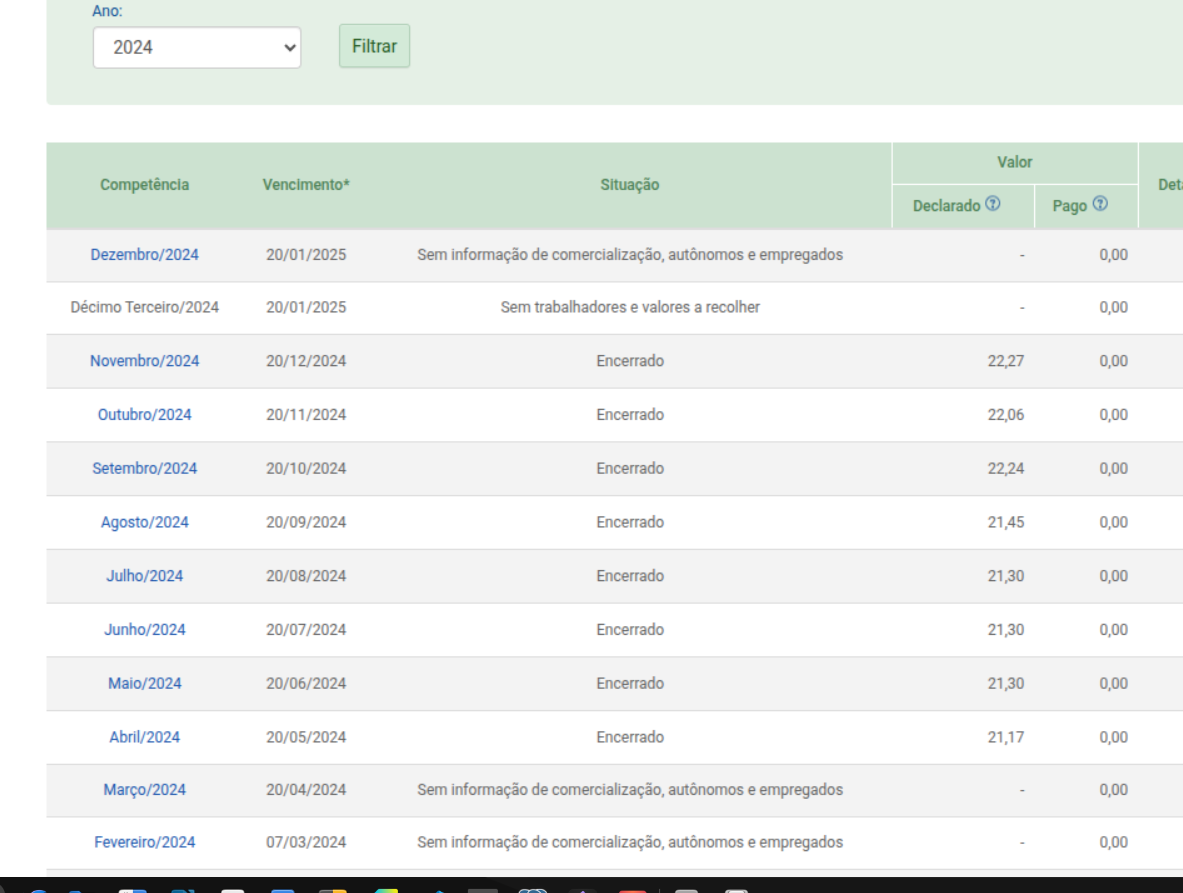 Ano:
2024 Filtrar
Valor
Competência Vencimento* Situação
Declarado Pago
Dezembro/2024 20/01/2025 Sem informação de comercialização, autônomos e empregados - 0,00
Décimo Terceiro/2024 20/01/2025 Sem trabalhadores e valores a recolher - 0,00
Novembro/2024 20/12/2024 Encerrado 22,27 0,00
Outubro/2024 20/11/2024 Encerrado 22,06 0,00
Setembro/2024 20/10/2024 Encerrado 22,24 0,00
Agosto/2024 20/09/2024 Encerrado 21,45 0,00
Julho/2024 20/08/2024 Encerrado 21,30 0,00
Junho/2024 20/07/2024 Encerrado 21,30 0,00
Maio/2024 20/06/2024 Encerrado 21,30 0,00
Abril/2024 20/05/2024 Encerrado 21,17 0,00
Março/2024 20/04/2024 Sem informação de comercialização, autônomos e empregados - 0,00
Fevereiro/2024 07/03/2024 Sem informação de comercialização, autônomos e empregados - 0,00